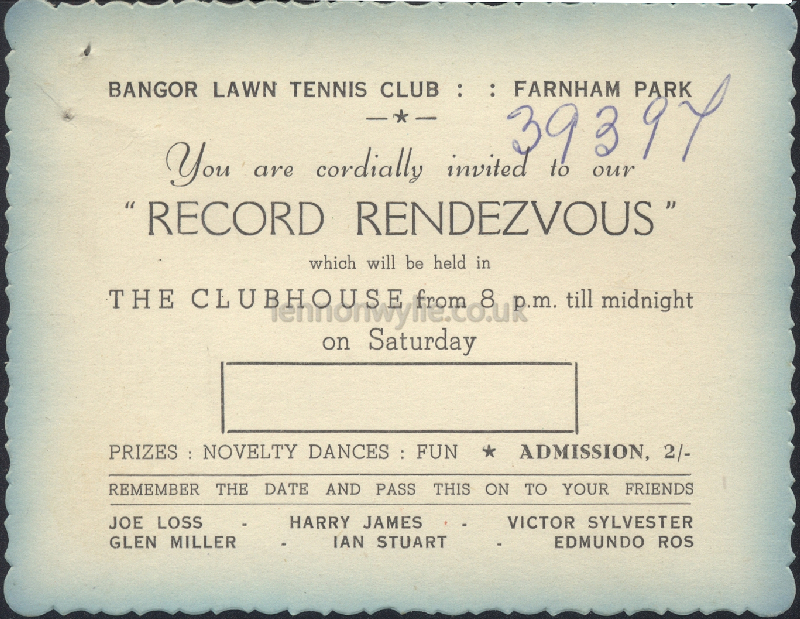 BANGOR LAWN TENNIS CLUB : : FARNHAM PARK
39397
You are cordially invited to our
"RECORD RENDEZVOUS"
which will be held in
THE CLUBHOUSE from 8 p.m. till midnight
lennonwylie.co.uk
on Saturday
PRIZES : NOVELTY DANCES : FUN ★ ADMISSION, 2/-
REMEMBER THE DATE AND PASS THIS ON TO YOUR FRIENDS
JOE LOSS - HARRY JAMES - VICTOR SYLVESTER
GLEN MILLER - IAN STUART - EDMUNDO ROS